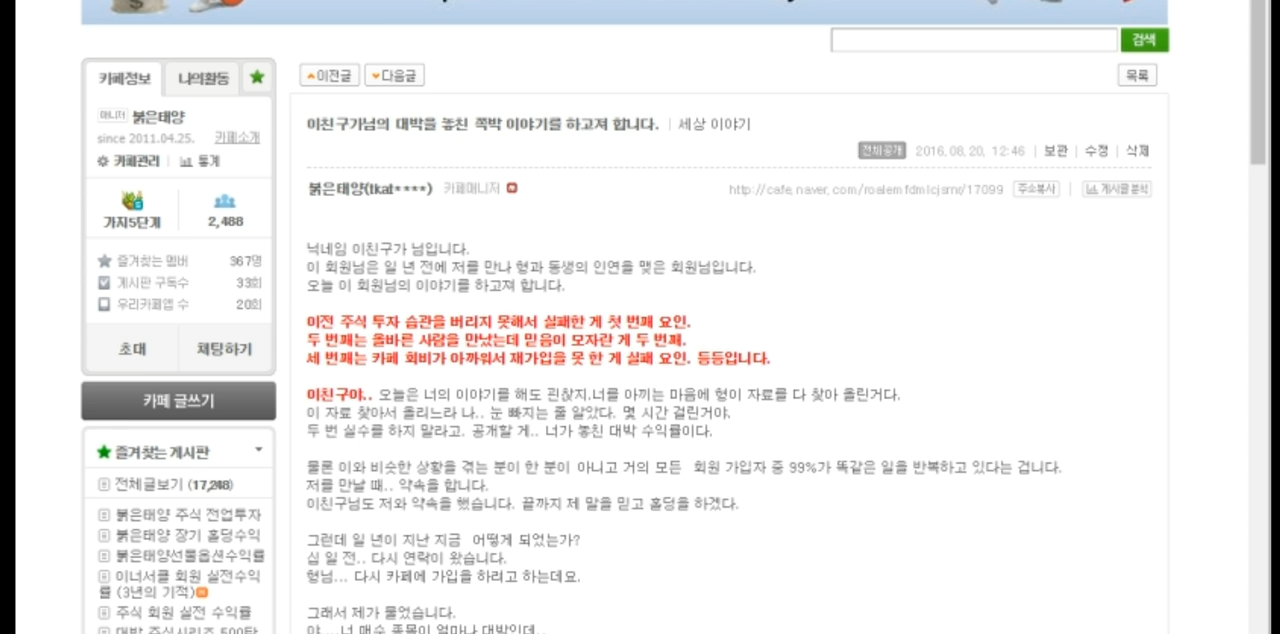 검색
카페정보 나의활동
이전글 다음글 목록
매니저 붉은태양
since 2011.04.25. 카페소개
카페관리 통계
가지5단계 2,488
즐겨찾는 멤버 367명
게시판 구독수 33회
우리카페앱 수 20회
초대 채팅하기
카페 글쓰기
즐겨찾는 게시판
전체글보기 (17,248)
붉은태양 주식 전업투자
붉은태양 장기 홀딩수익
붉은태양선물옵션수익률
이너서클 회원 실전수익
률 (3년의 기적)
주식 회원 실전 수익률
대박 주식시리즈 500탄
이친구가님의 대박을 놓친 쪽박 이야기를 하고져 합니다. | 세상 이야기
전체공개 2016.08.20. 12:46 | 보관 | 수정 | 삭제
붉은태양(tkat****) 카페매니저
주소복사 | 게시글 분석
닉네임 이친구가 님입니다.
이 회원님은 일 년 전에 저를 만나 형과 동생의 인연을 맺은 회원님입니다.
오늘 이 회원님의 이야기를 하고져 합니다.
이전 주식 투자 습관을 버리지 못해서 실패한 게 첫 번째 요인.
두 번째는 올바른 사람을 만났는데 믿음이 모자란 게 두 번째.
세 번째는 카페 회비가 아까워서 재가입을 못 한 게 실패 요인. 등등입니다.
이친구야.. 오늘은 너의 이야기를 해도 괜찮지.너를 아끼는 마음에 형이 자료를 다 찾아 올린거다.
이 자료 찾아서 올리느라 나.. 눈 빠지는 줄 알았다. 몇 시간 걸린거야.
두 번 실수를 하지 말라고. 공개할 게.. 너가 놓친 대박 수익률이다.
물론 이와 비슷한 상황을 겪는 분이 한 분이 아니고 거의 모든 회원 가입자 중 99%가 똑같은 일을 반복하고 있다는 겁니다.
저를 만날 때.. 약속을 합니다.
이친구님도 저와 약속을 했습니다. 끝까지 제 말을 믿고 홀딩을 하겠다.
그런데 일 년이 지난 지금 어떻게 되었는가?
십 일 전.. 다시 연락이 왔습니다.
형님... 다시 카페에 가입을 하려고 하는데요.
그래서 제가 물었습니다.
야....너 매수 종목이 얼마나 대박인데..